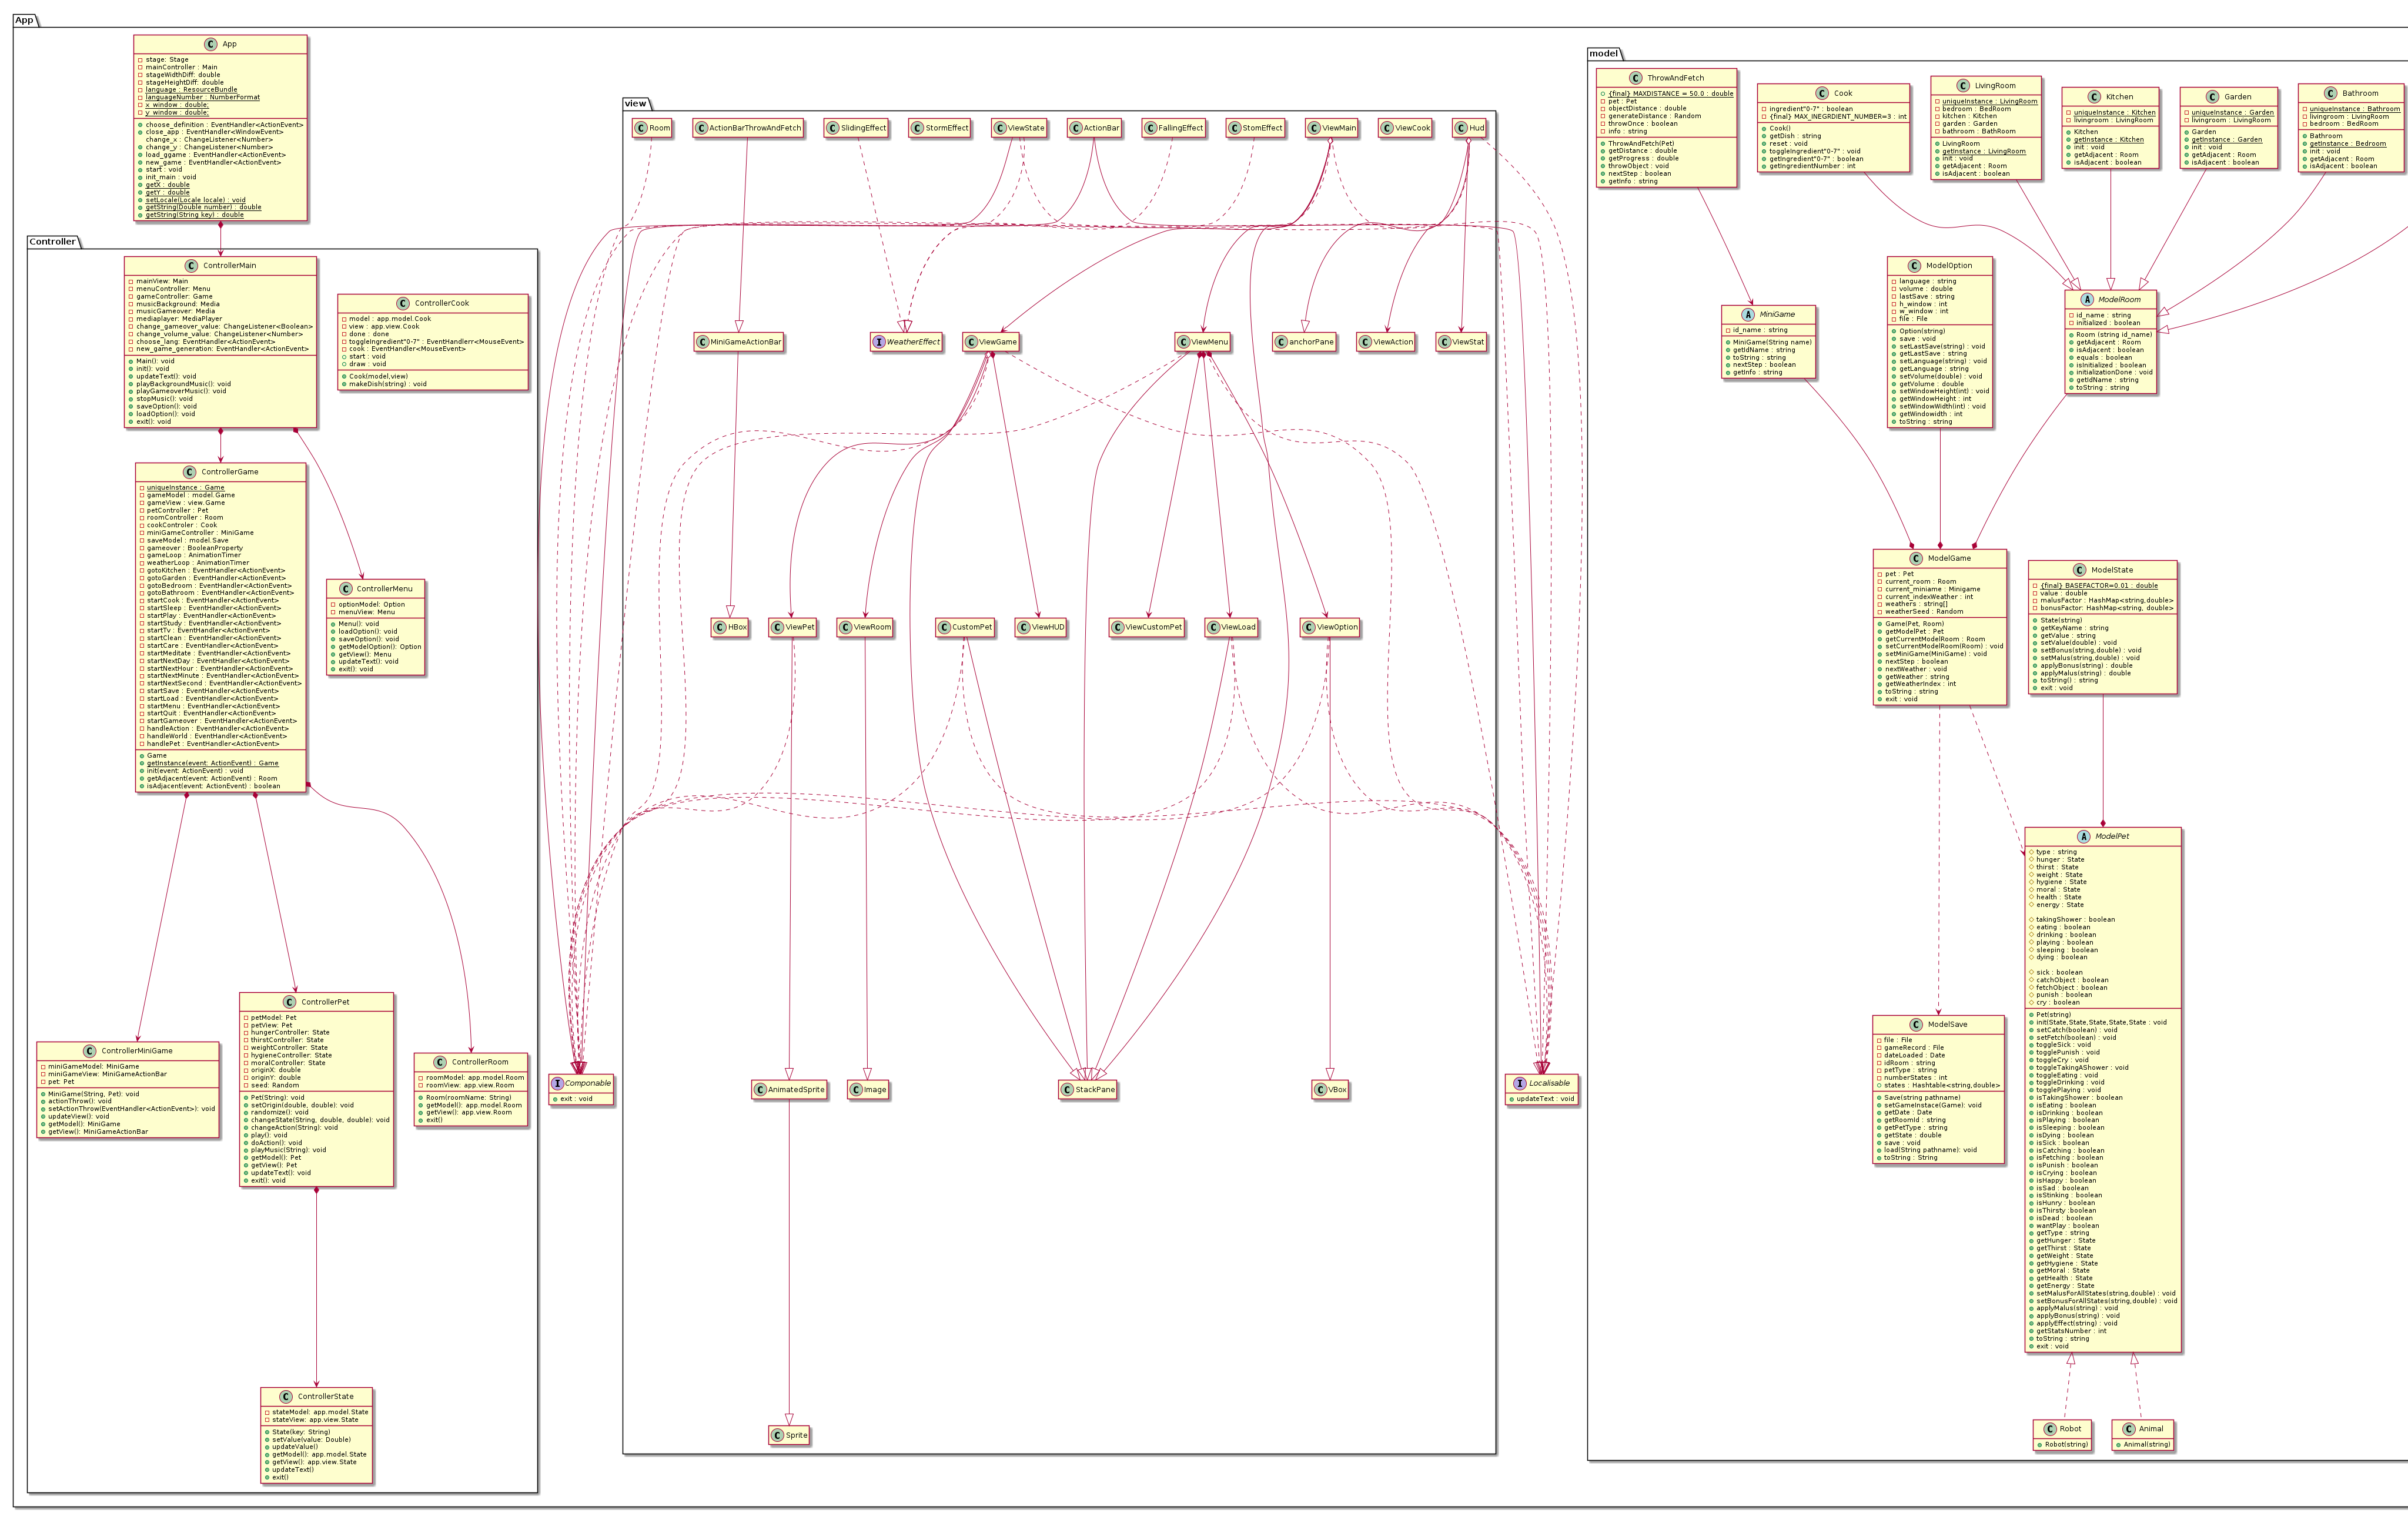 App
App
stage: Stage
mainController : Main
stageWidthDiff: double
stageHeightDiff: double
language : ResourceBundle
languageNumber : NumberFormat
x_window : double;
y_window : double;
choose_definition : EventHandler<ActionEvent>
close_app : EventHandler<WindowEvent>
change_x : ChangeListener<Number>
change_y : ChangeListener<Number>
load_ggame : EventHandler<ActionEvent>
new_game : EventHandler<ActionEvent>
start : void
init_main : void
getX : double
getY : double
setLocale(Locale locale) : void
getString(Double number) : double
getString(String key) : double
Controller
ControllerMain
mainView: Main
menuController: Menu
gameController: Game
musicBackground: Media
musicGameover: Media
mediaplayer: MediaPlayer
change_gameover_value: ChangeListener<Boolean>
change_volume_value: ChangeListener<Number>
choose_lang: EventHandler<ActionEvent>
new_game_generation: EventHandler<ActionEvent>
Main(): void
init(): void
updateText(): void
playBackgroundMusic(): void
playGameoverMusic(): void
stopMusic(): void
saveOption(): void
loadOption(): void
exit(): void
ControllerCook
model : app.model.Cook
view : app.view.Cook
done : done
toggleIngredient"0-7" : EventHandlerr<MouseEvent>
cook : EventHandler<MouseEvent>
start : void
draw : void
Cook(model,view)
makeDish(string) : void
ControllerGame
uniqueInstance : Game
gameModel : model.Game
gameView : view.Game
petController : Pet
roomController : Room
cookControler : Cook
miniGameController : MiniGame
saveModel : model.Save
gameover : BooleanProperty
gameLoop : AnimationTimer
weatherLoop : AnimationTimer
gotoKitchen : EventHandler<ActionEvent>
gotoGarden : EventHandler<ActionEvent>
gotoBedroom : EventHandler<ActionEvent>
gotoBathroom : EventHandler<ActionEvent>
startCook : EventHandler<ActionEvent>
startSleep : EventHandler<ActionEvent>
startPlay : EventHandler<ActionEvent>
startStudy : EventHandler<ActionEvent>
startTv : EventHandler<ActionEvent>
startClean : EventHandler<ActionEvent>
startCare : EventHandler<ActionEvent>
startMeditate : EventHandler<ActionEvent>
startNextDay : EventHandler<ActionEvent>
startNextHour : EventHandler<ActionEvent>
startNextMinute : EventHandler<ActionEvent>
startNextSecond : EventHandler<ActionEvent>
startSave : EventHandler<ActionEvent>
startLoad : EventHandler<ActionEvent>
startMenu : EventHandler<ActionEvent>
startQuit : EventHandler<ActionEvent>
startGameover : EventHandler<ActionEvent>
handleAction : EventHandler<ActionEvent>
handleWorld : EventHandler<ActionEvent>
handlePet : EventHandler<ActionEvent>
Game
getInstance(event: ActionEvent) : Game
init(event: ActionEvent) : void
getAdjacent(event: ActionEvent) : Room
isAdjacent(event: ActionEvent) : boolean
ControllerMenu
optionModel: Option
menuView: Menu
Menu(): void
loadOption(): void
saveOption(): void
getModelOption(): Option
getView(): Menu
updateText(): void
exit(): void
ControllerMiniGame
miniGameModel: MiniGame
miniGameView: MiniGameActionBar
pet: Pet
MiniGame(String, Pet): void
actionThrow(): void
setActionThrow(EventHandler<ActionEvent>): void
updateView(): void
getModel(): MiniGame
getView(): MiniGameActionBar
ControllerPet
petModel: Pet
petView: Pet
hungerController: State
thirstController: State
weightController: State
hygieneController: State
moralController: State
originX: double
originY: double
seed: Random
Pet(String): void
setOrigin(double, double): void
randomize(): void
changeState(String, double, double): void
changeAction(String): void
play(): void
doAction(): void
playMusic(String): void
getModel(): Pet
getView(): Pet
updateText(): void
exit(): void
ControllerRoom
roomModel: app.model.Room
roomView: app.view.Room
Room(roomName: String)
getModel(): app.model.Room
getView(): app.view.Room
exit()
ControllerState
stateModel: app.model.State
stateView: app.view.State
State(key: String)
setValue(value: Double)
updateValue()
getModel(): app.model.State
getView(): app.view.State
updateText()
exit()
view
Room
ActionBarThrowAndFetch
SlidingEffect
StormEffect
ViewState
ActionBar
FallingEffect
StomEffect
ViewMain
ViewCook
Hud
MiniGameActionBar
WeatherEffect
ViewGame
ViewMenu
anchorPane
ViewAction
ViewStat
HBox
ViewPet
ViewRoom
CustomPet
ViewHUD
ViewCustomPet
ViewLoad
ViewOption
Componable
exit : void
AnimatedSprite
Image
StackPane
VBox
Localisable
updateText : void
Sprite
model
ThrowAndFetch
{final} MAXDISTANCE = 50.0 : double
pet : Pet
objectDistance : double
generateDistance : Random
throwOnce : boolean
info : string
ThrowAndFetch(Pet)
getDistance : double
getProgress : double
throwObject : void
nextStep : boolean
getInfo : string
Cook
ingredient"0-7" : boolean
{final} MAX_INEGRDIENT_NUMBER=3 : int
Cook()
getDish : string
reset : void
toggleIngredient"0-7" : void
getIngredient"0-7" : boolean
getIngredientNumber : int
LivingRoom
uniqueInstance : LivingRoom
bedroom : BedRoom
kitchen : Kitchen
garden : Garden
bathroom : BathRoom
LivingRoom
getInstance : LivingRoom
init : void
getAdjacent : Room
isAdjacent : boolean
Kitchen
uniqueInstance : Kitchen
livingroom : LivingRoom
Kitchen
getInstance : Kitchen
init : void
getAdjacent : Room
isAdjacent : boolean
Garden
uniqueInstance : Garden
livingroom : LivingRoom
Garden
getInstance : Garden
init : void
getAdjacent : Room
isAdjacent : boolean
Bathroom
uniqueInstance : Bathroom
livingroom : LivingRoom
bedroom : BedRoom
Bathroom
getInstance : Bedroom
init : void
getAdjacent : Room
isAdjacent : boolean
MiniGame
id_name : string
MiniGame(String name)
getIdName : string
toString : string
nextStep : boolean
getInfo : string
ModelOption
language : string
volume : double
lastSave : string
h_window : int
w_window : int
file : File
Option(string)
save : void
setLastSave(string) : void
getLastSave : string
setLanguage(string) : void
getLanguage : string
setVolume(double) : void
getVolume : double
setWindowHeight(int) : void
getWindowHeight : int
setWindowWidth(int) : void
getWindowidth : int
toString : string
ModelRoom
id_name : string
initialized : boolean
Room (string id_name)
getAdjacent : Room
isAdjacent : boolean
equals : boolean
isInitialized : boolean
initializationDone : void
getIdName : string
toString : string
ModelGame
pet : Pet
current_room : Room
current_miniame : Minigame
current_indexWeather : int
weathers : string[]
weatherSeed : Random
Game(Pet, Room)
getModelPet : Pet
getCurrentModelRoom : Room
setCurrentModelRoom(Room) : void
setMiniGame(MiniGame) : void
nextStep : boolean
nextWeather : void
getWeather : string
getWeatherIndex : int
toString : string
exit : void
ModelState
{final} BASEFACTOR=0.01 : double
value : double
malusFactor : HashMap<string,double>
bonusFactor: HashMap<string, double>
State(string)
getKeyName : string
getValue : string
setValue(double) : void
setBonus(string,double) : void
setMalus(string,double) : void
applyBonus(string) : double
applyMalus(string) : double
toString() : string
exit : void
ModelPet
type : string
hunger : State
thirst : State
weight : State
hygiene : State
moral : State
health : State
energy : State
takingShower : boolean
eating : boolean
drinking : boolean
playing : boolean
sleeping : boolean
dying : boolean
sick : boolean
catchObject : boolean
fetchObject : boolean
punish : boolean
cry : boolean
Pet(string)
init(State,State,State,State,State : void
setCatch(boolean) : void
setFetch(boolean) : void
toggleSick : void
togglePunish : void
toggleCry : void
toggleTakingAShower : void
toggleEating : void
toggleDrinking : void
togglePlaying : void
isTakingShower : boolean
isEating : boolean
isDrinking : boolean
isPlaying : boolean
isSleeping : boolean
isDying : boolean
isSick : boolean
isCatching : boolean
isFetching : boolean
isPunish : boolean
isCrying : boolean
isHappy : boolean
isSad : boolean
isStinking : boolean
isHunry : boolean
isThirsty :boolean
isDead : boolean
wantPlay : boolean
getType : string
getHunger : State
getThirst : State
getWeight : State
getHygiene : State
getMoral : State
getHealth : State
getEnergy : State
setMalusForAllStates(string,double) : void
setBonusForAllStates(string,double) : void
applyMalus(string) : void
applyBonus(string) : void
applyEffect(string) : void
getStatsNumber : int
toString : string
exit : void
ModelSave
file : File
gameRecord : File
dateLoaded : Date
idRoom : string
petType : string
numberStates : int
states : Hashtable<string,double>
Save(string pathname)
setGameInstace(Game): void
getDate : Date
getRoomId : string
getPetType : string
getState : double
save : void
load(String pathname): void
toString : String
Robot
Robot(string)
Animal
Animal(string)